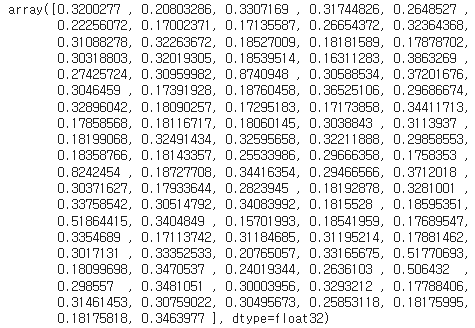 array([0.3200277 , 0.20803286, 0.3307169 , 0.31744826, 0.2648527 ,
0.22256072, 0.17002371, 0.17135587, 0.26654372, 0.32364368,
0.31088278, 0.32263672, 0.18527009, 0.18181589, 0.17878702,
0.30318803, 0.32019305, 0.18539514, 0.16311283, 0.3863269 ,
0.27425724, 0.30959982, 0.8740948 , 0.30588534, 0.37201676,
0.3046459 , 0.17391928, 0.18760458, 0.36525106, 0.29686674,
0.32896042, 0.18090257, 0.17295183, 0.17173858, 0.34411713,
0.17858568, 0.18116717, 0.18060145, 0.3043831 , 0.3113937 ,
0.18199068, 0.32491434, 0.32595658, 0.32211888, 0.29858553,
0.18358766, 0.18143357, 0.25533986, 0.29666358, 0.1758353 ,
0.8242454 , 0.18727708, 0.34416354, 0.29466566, 0.3712018 ,
0.30371627, 0.17933644, 0.2823945 , 0.18192878, 0.3281001 ,
0.33758542, 0.30514792, 0.34083992, 0.1815528 , 0.18595351,
0.51864415, 0.3404849 , 0.15701993, 0.18541959, 0.17689547,
0.3354689 , 0.17113742, 0.31184685, 0.31195214, 0.17881462,
0.3017131 , 0.33352533, 0.20765057, 0.33165675, 0.51770693,
0.18099698, 0.3470537 , 0.24019344, 0.2636103 , 0.506432  ,
0.298557  , 0.3481051 , 0.30003956, 0.3293212 , 0.17788406,
0.31461453, 0.30759022, 0.30495673, 0.25853118, 0.18175995,
0.18175818, 0.3463977 ], dtype=float32)